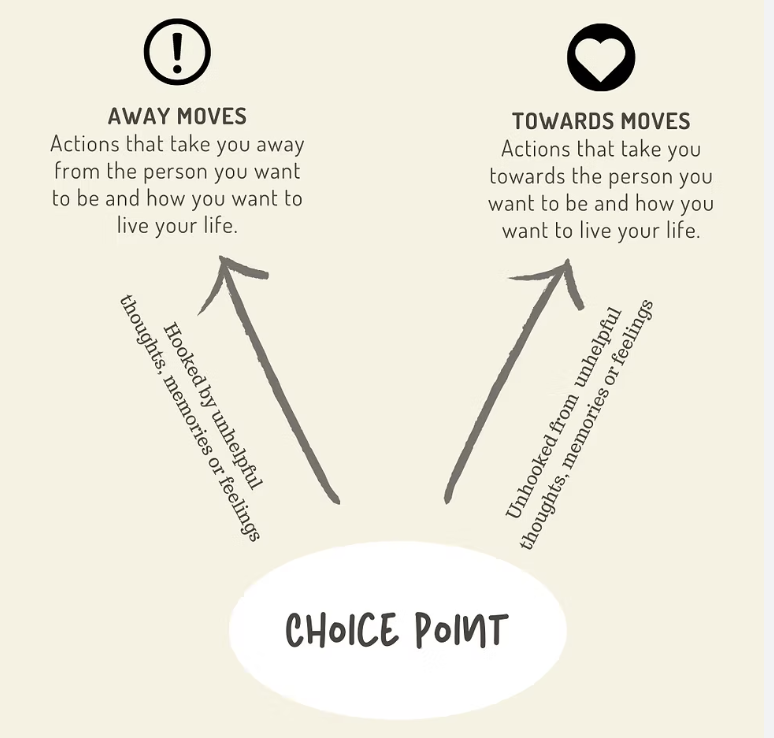 AWAY MOVES
Actions that take you away
from the person you want
to be and how you want to
live your life.
TOWARDS MOVES
Actions that take you
towards the person you
want to be and how you
want to live your life.
Hooked by unhelpful
thoughts, memories or feelings
Unhooked from unhelpful
thoughts, memories or feelings
CHOICE POINT